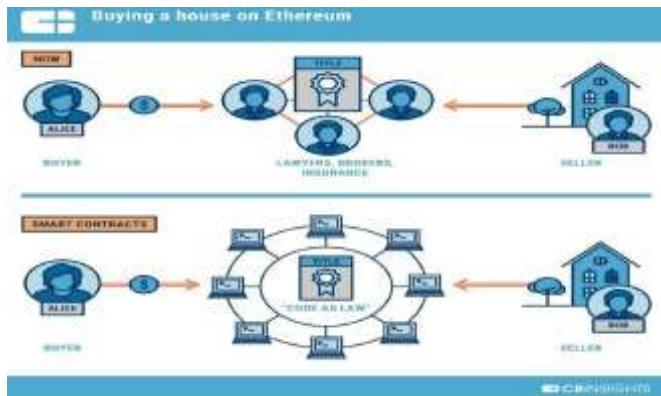 Buying a house on Ethereum
NOW
TITLE
$
ALICE
BOB
BUYER
LAWYERS, BROKERS,
INSURANCE
SELLER
SMART CONTRACTS
TITLE
$
ALICE
"CODE AS LAW"
BOB
BUYER
SELLER
CBINSIGHTS